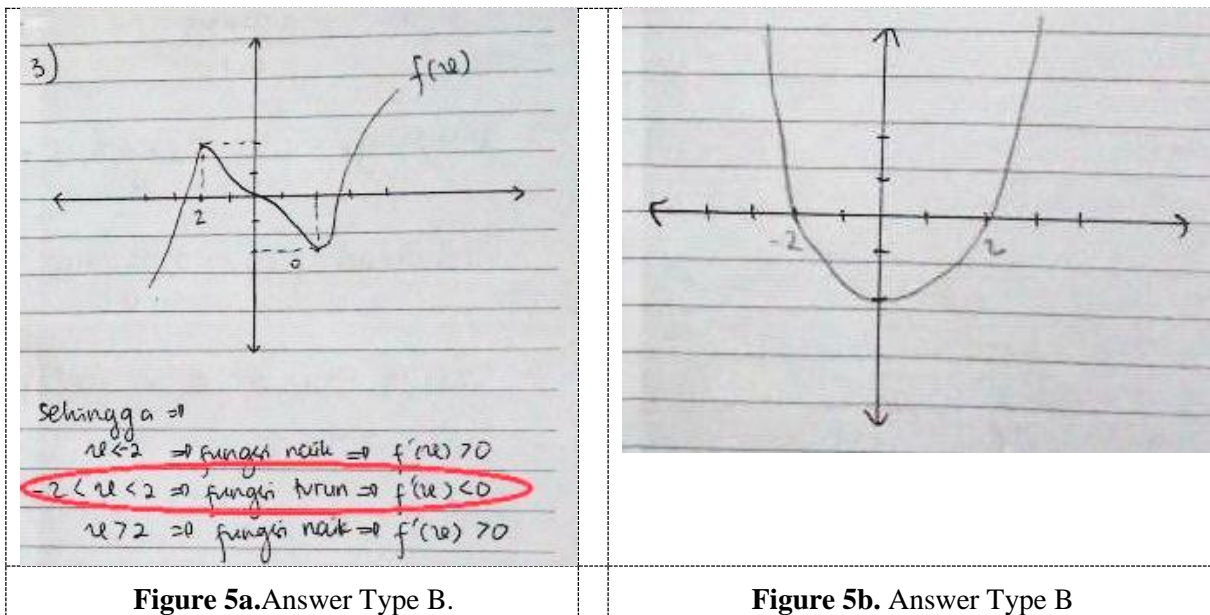 3)
f(x)
2
0
Sehingga ⇒
x<-2 ⇒ fungsi naik ⇒ f'(x) >0
-2 < x < 2 ⇒ fungsi turun ⇒ f'(x) <0
x >2 ⇒ fungsi naik ⇒ f'(x) >0
-2
2
Figure 5a.Answer Type B.
Figure 5b. Answer Type B